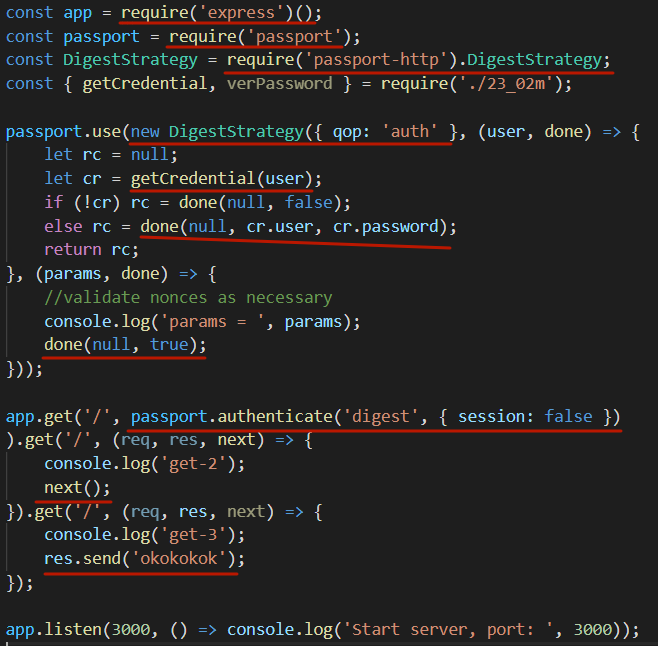 const app = require('express')();
const passport = require('passport');
const DigestStrategy = require('passport-http').DigestStrategy;
const { getCredential, verPassword } = require('./23_02m');
passport.use(new DigestStrategy({ qop: 'auth' }, (user, done) => {
let rc = null;
let cr = getCredential(user);
if (!cr) rc = done(null, false);
else rc = done(null, cr.user, cr.password);
return rc;
}, (params, done) => {
//validate nonces as necessary
console.log('params = ', params);
done(null, true);
}));
app.get('/', passport.authenticate('digest', { session: false })
).get('/', (req, res, next) => {
console.log('get-2');
next();
}).get('/', (req, res, next) => {
console.log('get-3');
res.send('okokokok');
});
app.listen(3000, () => console.log('Start server, port: ', 3000));